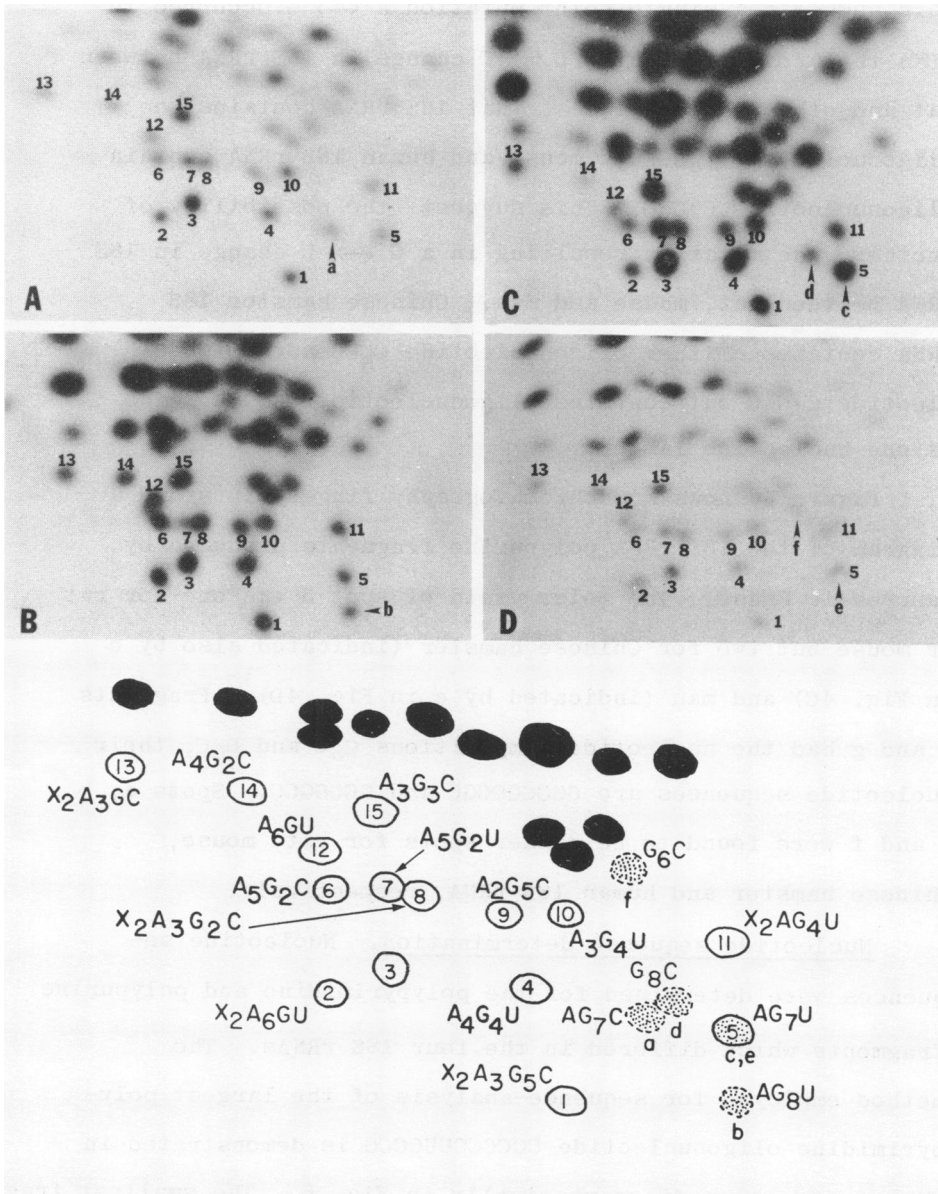 13
14
15
12
6 7 8 9 10 11
2 3 4 5
a
1
A
13 14 15
12
6 7 8 9 10 11
2 3 4 5
b
1
B
13 14
12 15
6 7 8 9 10 11
2 3 4 5
d c
1
C
13 14 15
12
6 7 8 9 10 11
f
2 3 4 5
e
1
D
13 A₄G₂C
X₂A₃GC 14 A₃G₃C
15
A₆GU A₅G₂U
12 G₆C
A₅G₂C 6 7 8 A₂G₅C f
X₂A₃G₂C 9 10 X₂AG₄U
11
A₃G₄U
3 G₈C
2 4 AG₇C d 5 AG₇U
X₂A₆GU A₄G₄U a c,e
X₂A₃G₅C
1 AG₈U
b